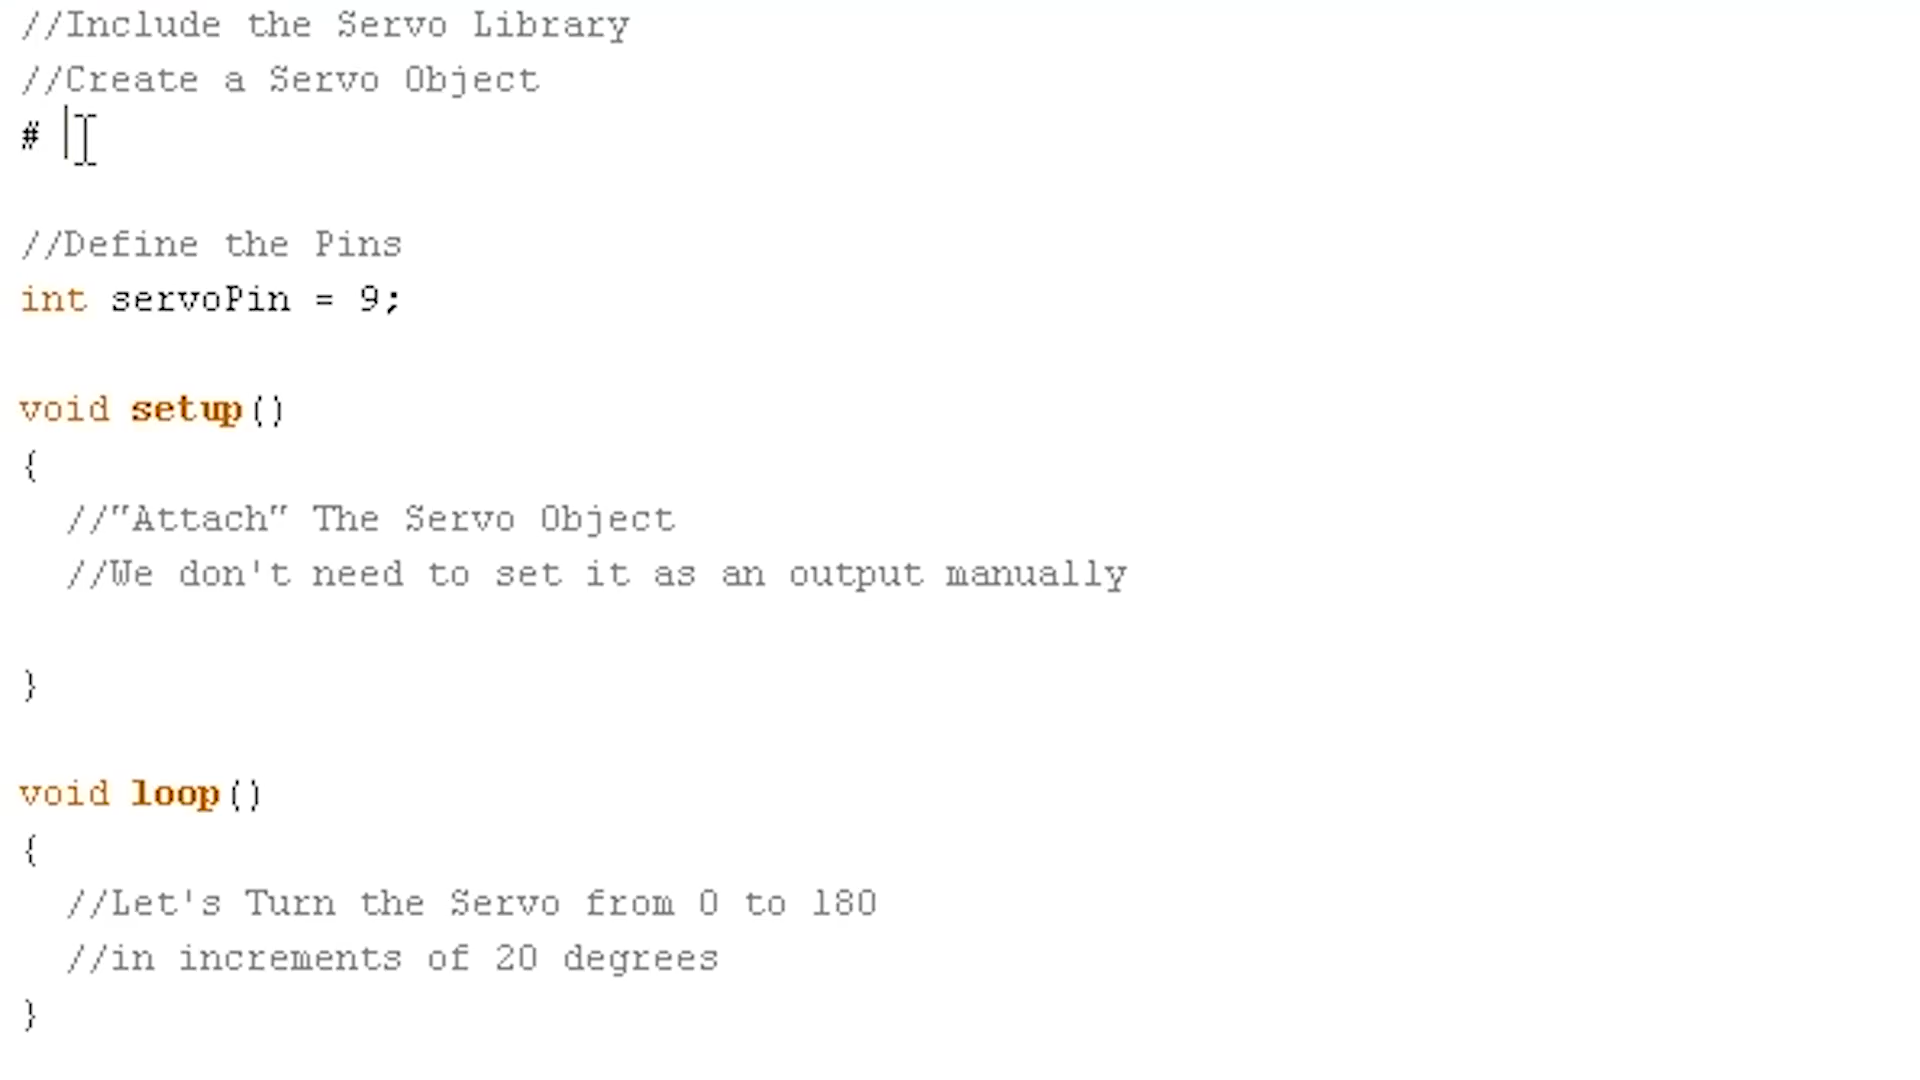 //Include the Servo Library
//Create a Servo Object
#
//Define the Pins
int servoPin = 9;
void setup()
{
//"Attach" The Servo Object
//We don't need to set it as an output manually
}
void loop()
{
//Let's Turn the Servo from 0 to 180
//in increments of 20 degrees
}